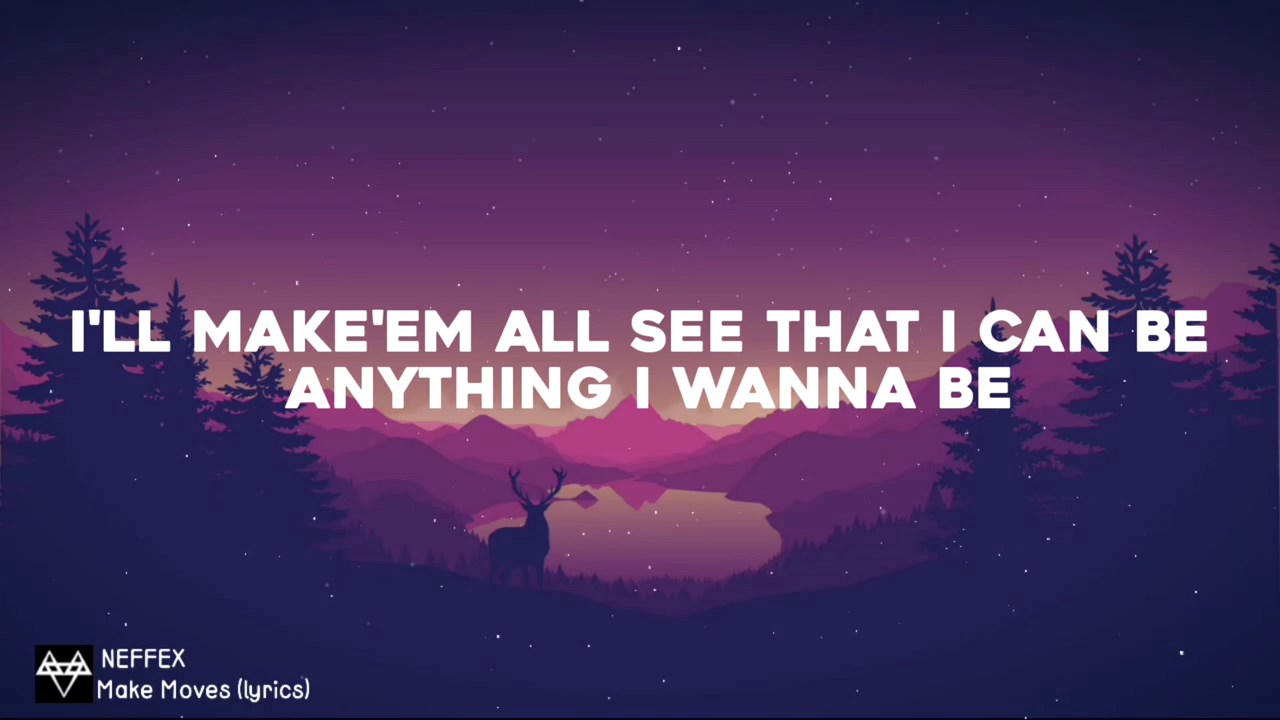 I'LL MAKE'EM ALL SEE THAT I CAN BE
ANYTHING I WANNA BE
NEFFEX
Make Moves (lyrics)